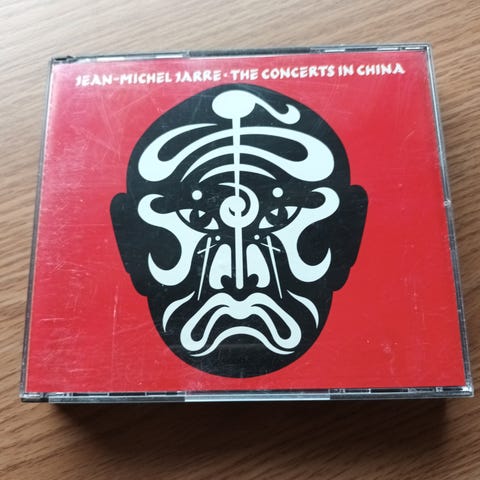 JEAN-MICHEL JARRE • THE CONCERTS IN CHINA